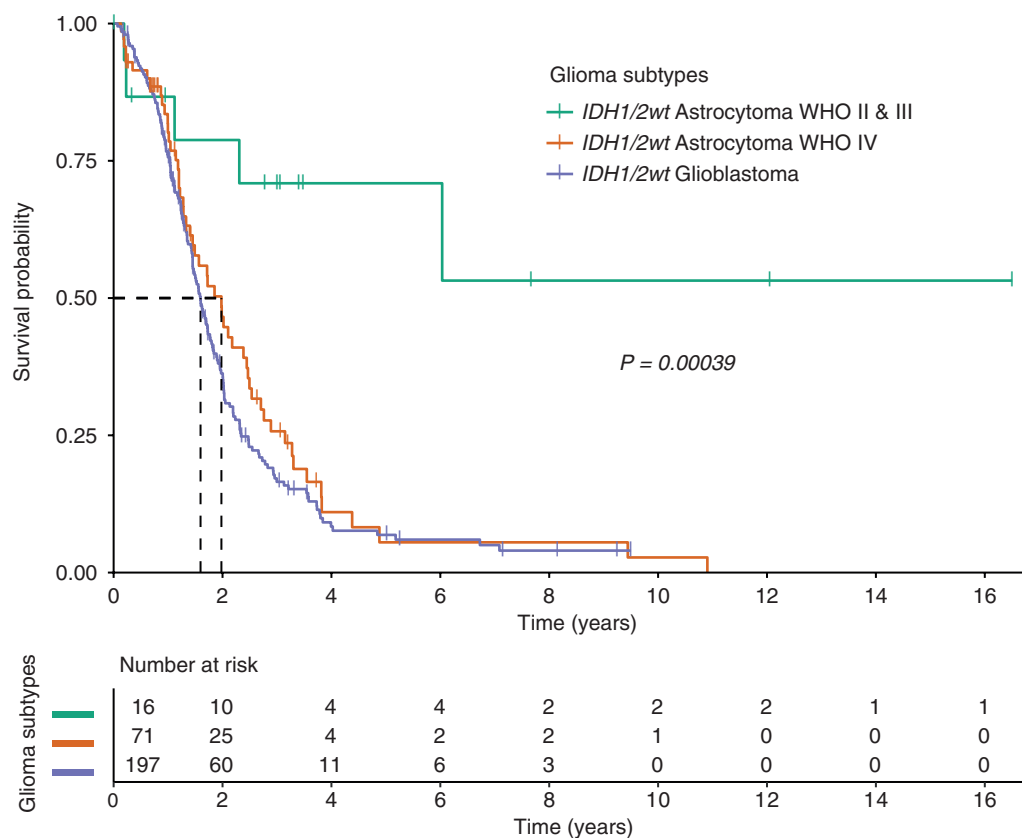 1.00
0.75
0.50
0.25
0.00
Survival probability
Glioma subtypes
IDH1/2wt Astrocytoma WHO II & III
IDH1/2wt Astrocytoma WHO IV
IDH1/2wt Glioblastoma
P = 0.00039
0 2 4 6 8 10 12 14 16
Time (years)
Number at risk
Glioma subtypes
16 10 4 4 2 2 2 1 1
71 25 4 2 2 1 0 0 0
197 60 11 6 3 0 0 0 0
0 2 4 6 8 10 12 14 16
Time (years)